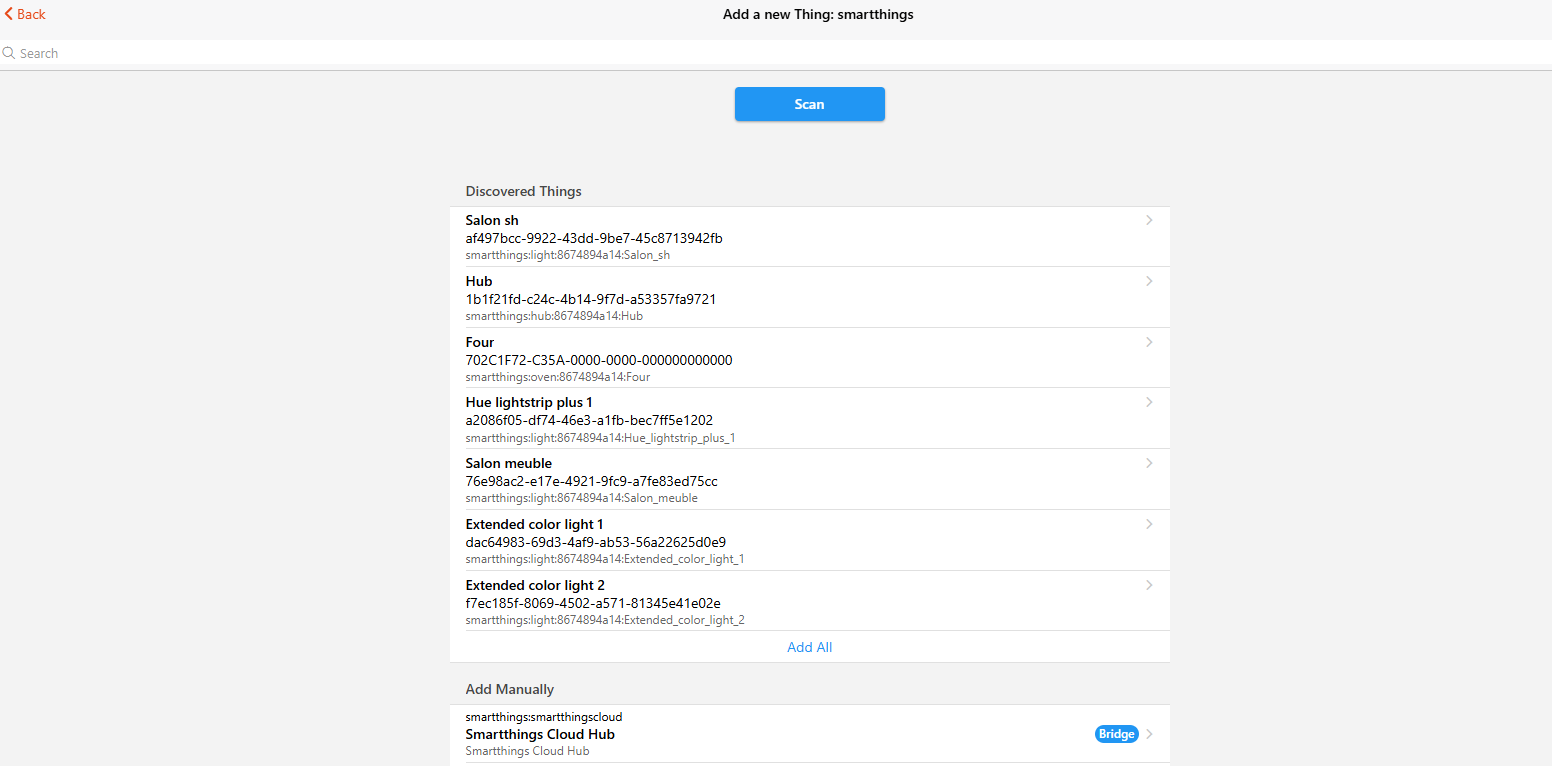 Back
Add a new Thing: smartthings
Search
Scan
Discovered Things
Salon sh
af497bcc-9922-43dd-9be7-45c8713942fb
smartthings:light:8674894a14:Salon_sh
Hub
1b1f21fd-c24c-4b14-9f7d-a53357fa9721
smartthings:hub:8674894a14:Hub
Four
702C1F72-C35A-0000-0000-000000000000
smartthings:oven:8674894a14:Four
Hue lightstrip plus 1
a2086f05-df74-46e3-a1fb-bec7ff5e1202
smartthings:light:8674894a14:Hue_lightstrip_plus_1
Salon meuble
76e98ac2-e17e-4921-9fc9-a7fe83ed75cc
smartthings:light:8674894a14:Salon_meuble
Extended color light 1
dac64983-69d3-4af9-ab53-56a22625d0e9
smartthings:light:8674894a14:Extended_color_light_1
Extended color light 2
f7ec185f-8069-4502-a571-81345e41e02e
smartthings:light:8674894a14:Extended_color_light_2
Add All
Add Manually
smartthings:smartthingscloud
Smartthings Cloud Hub
Bridge
Smartthings Cloud Hub